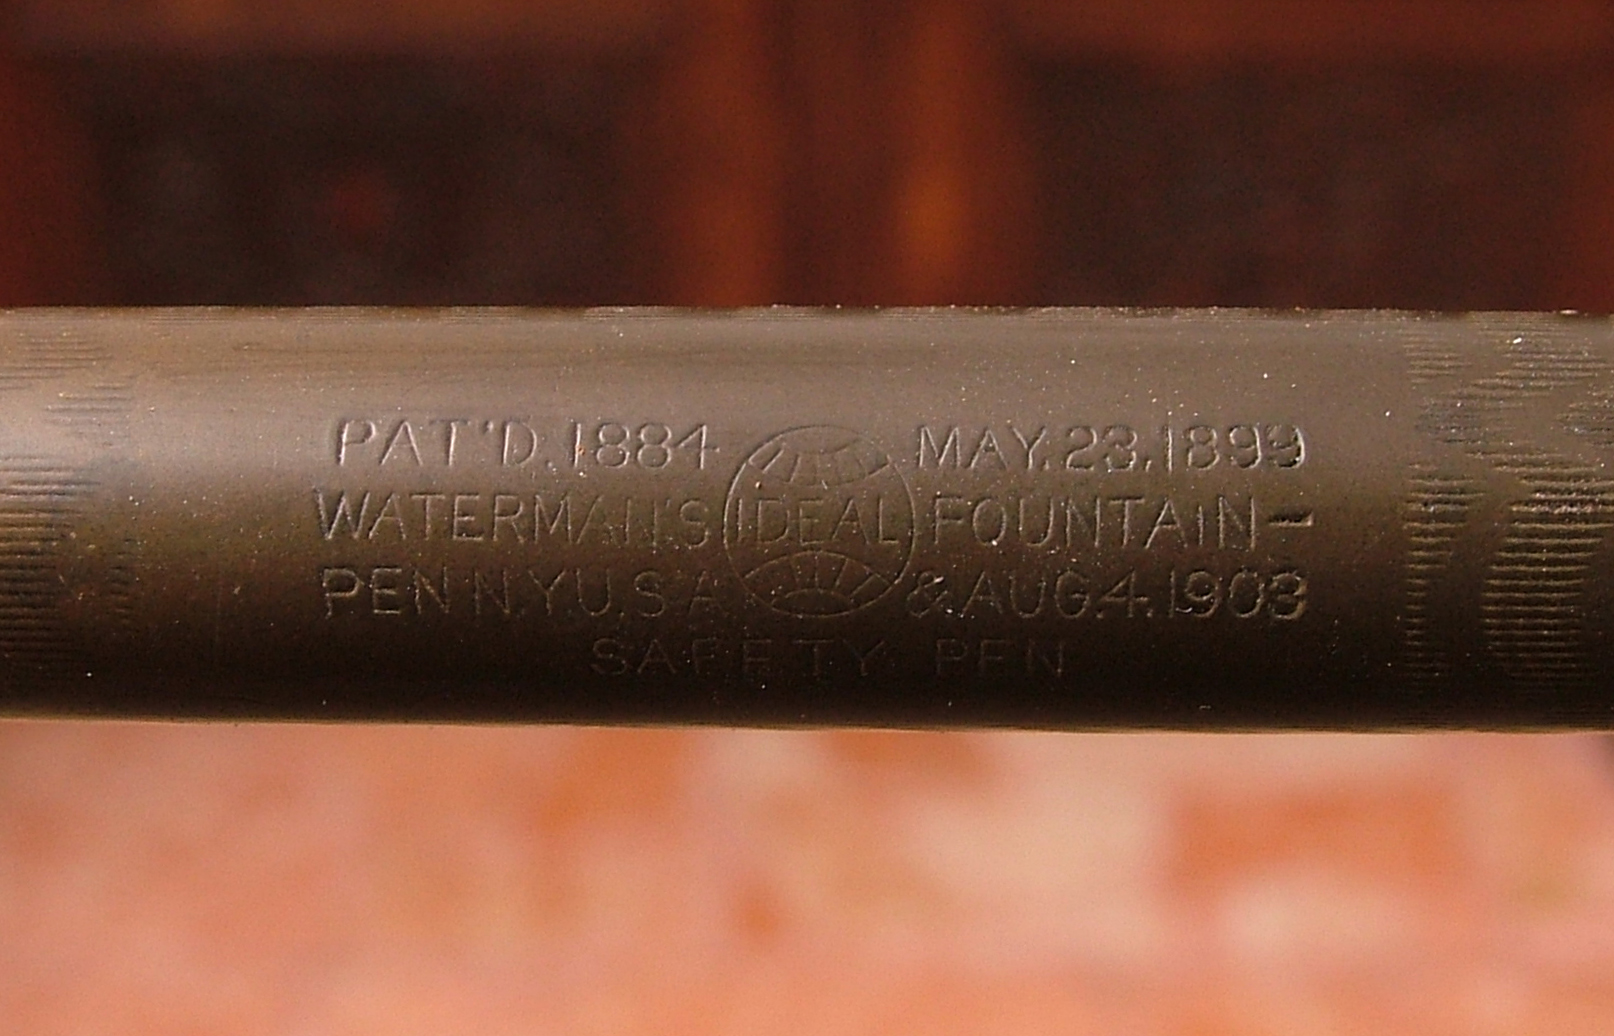 PAT'D.1884 MAY.23.1899
WATERMAN'S IDEAL FOUNTAIN-
PEN N.Y.U.S.A &AUG.4.1903
SAFETY PEN